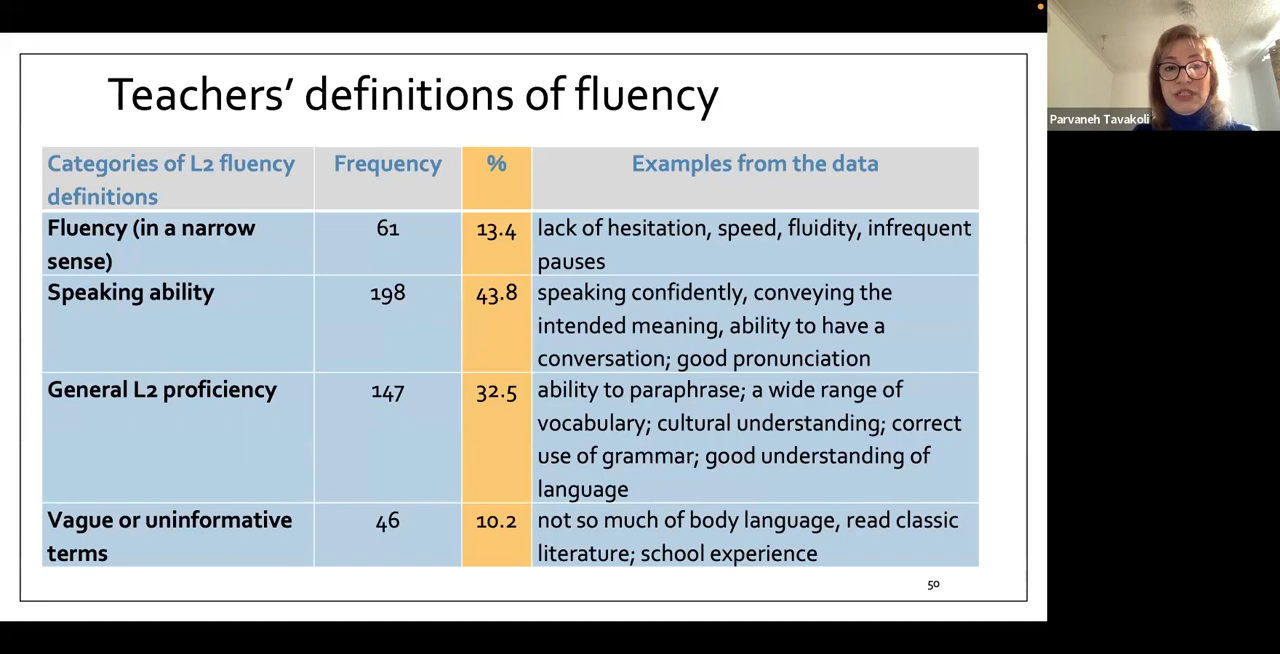 Teachers’ definitions of fluency
Categories of L2 fluency definitions
Frequency
%
Examples from the data
Fluency (in a narrow sense)
61
13.4
lack of hesitation, speed, fluidity, infrequent
pauses
Speaking ability
198
43.8
speaking confidently, conveying the
intended meaning, ability to have a
conversation; good pronunciation
General L2 proficiency
147
32.5
ability to paraphrase; a wide range of
vocabulary; cultural understanding; correct
use of grammar; good understanding of
language
Vague or uninformative terms
46
10.2
not so much of body language, read classic
literature; school experience
50
Parvaneh Tavakoli